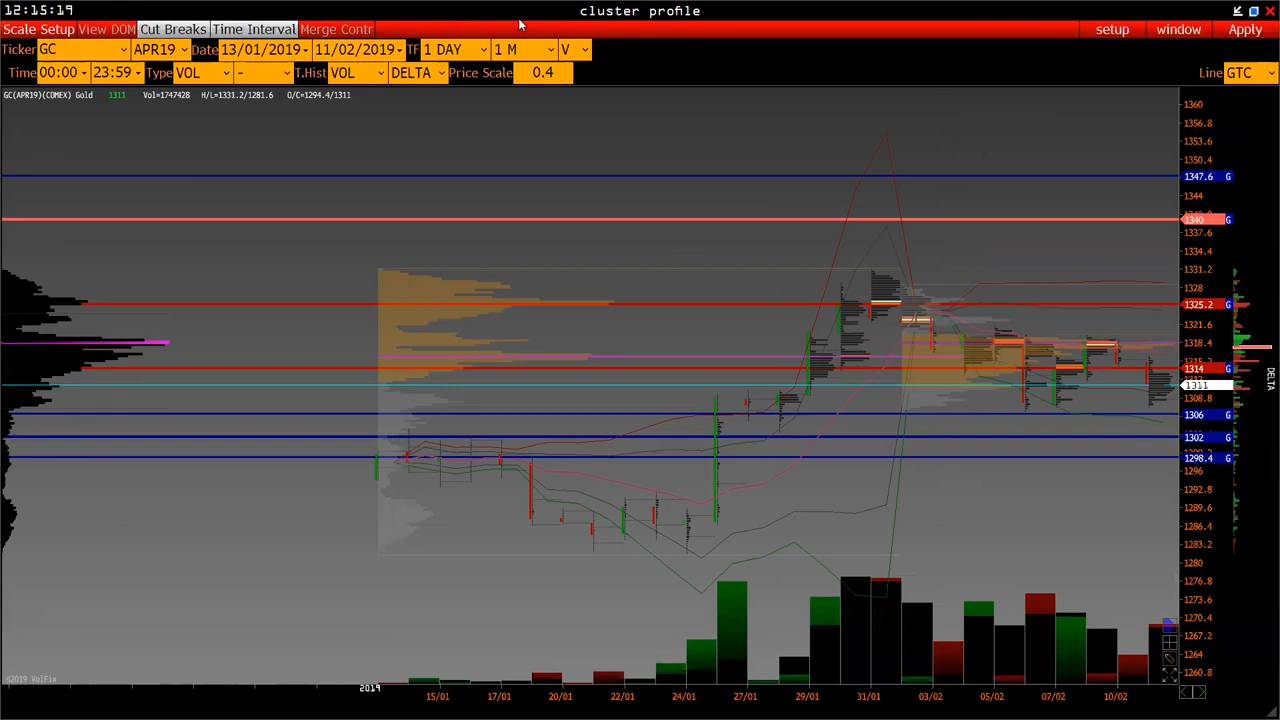 12:15:19 cluster profile
Scale Setup View DOM Cut Breaks Time Interval Merge Contr setup window Apply
Ticker GC APR19 Date 13/01/2019 11/02/2019 TF 1 DAY 1 M V
Time 00:00 23:59 Type VOL - T.Hist VOL DELTA Price Scale 0.4 Line GTC
GC(APR19)(COMEX) Gold 1311 Vol=1747428 H/L=1331.2/1281.6 O/C=1294.4/1311
1360
1356.8
1353.6
1350.4
1347.6 G
1344
1340 G
1337.6
1334.4
1331.2
1328
1325.2 G
1321.6
1318.4
1315.2
1314 G
1311
1308.8
1306 G
1302 G
1298.4 G
1296
1292.8
1289.6
1286.4
1283.2
1280
1276.8
1273.6
1270.4
1267.2
1264
1260.8
DELTA
©2019 VolFix
2019
15/01 17/01 20/01 22/01 24/01 27/01 29/01 31/01 03/02 05/02 07/02 10/02